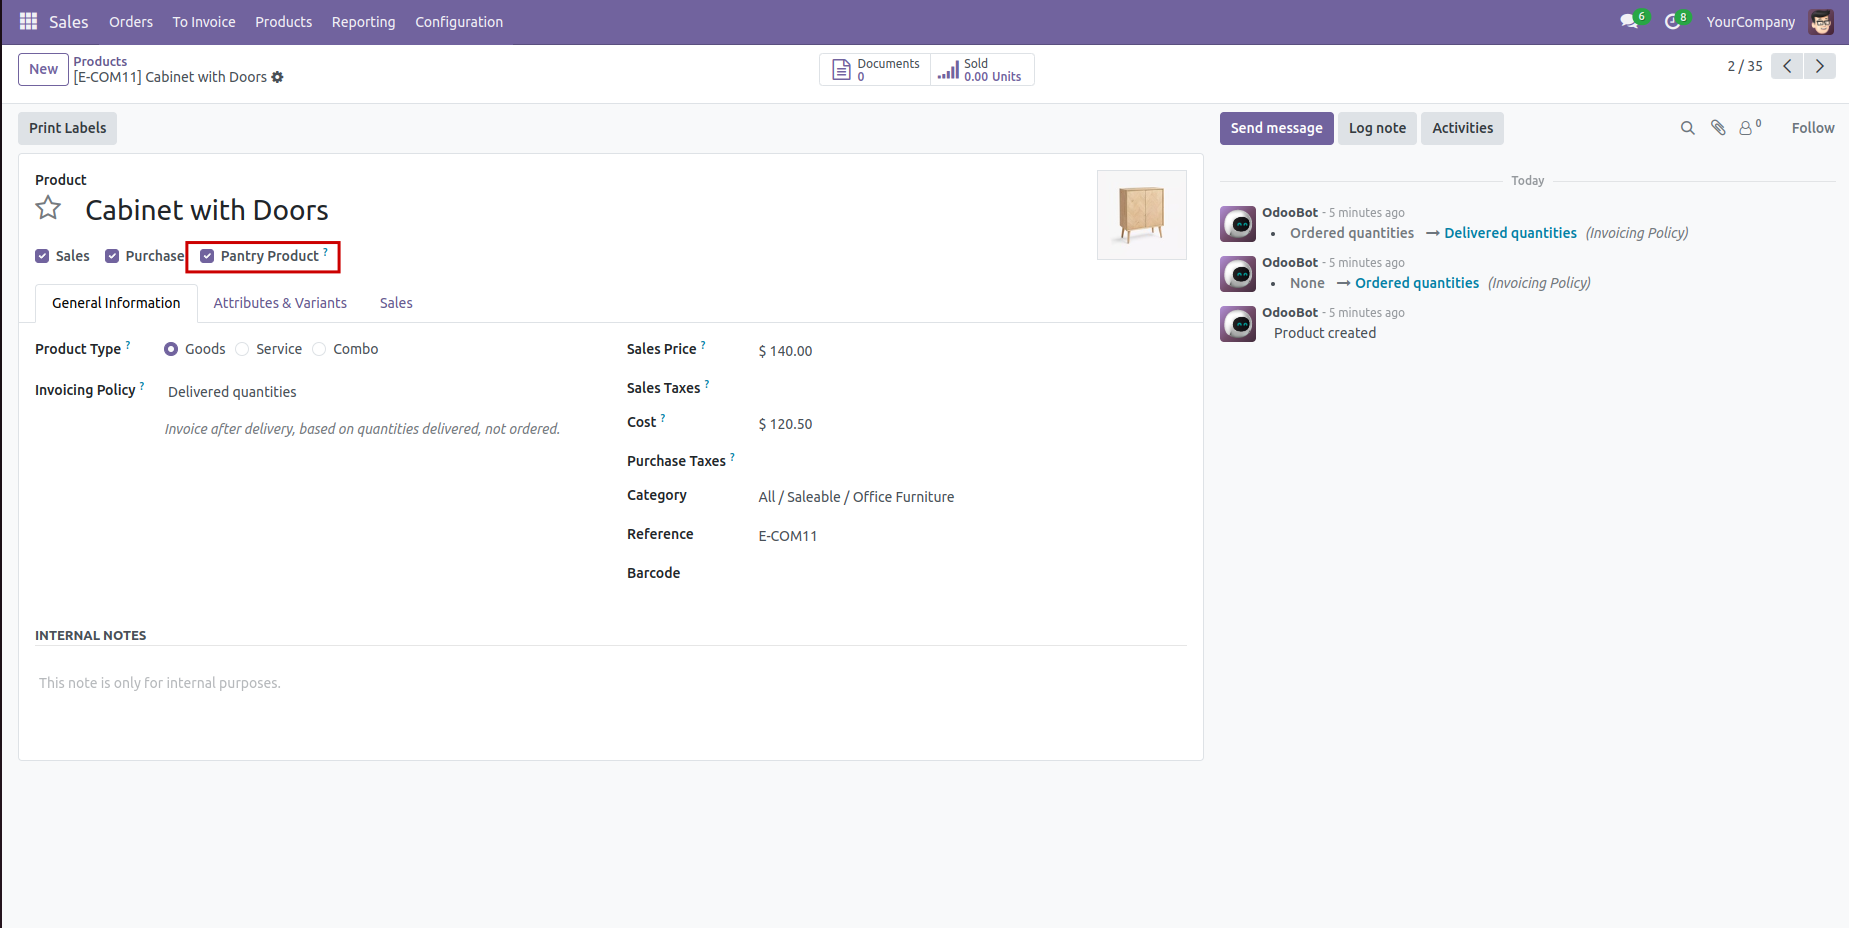 Sales Orders To Invoice Products Reporting Configuration 6 8 YourCompany
New Products
[E-COM11] Cabinet with Doors
Documents
0
Sold
0.00 Units
2 / 35
Print Labels
Send message Log note Activities 0 Follow
Product
Cabinet with Doors
Sales Purchase Pantry Product ?
General Information Attributes & Variants Sales
Product Type ? Goods Service Combo
Invoicing Policy ? Delivered quantities
Invoice after delivery, based on quantities delivered, not ordered.
Sales Price ? $ 140.00
Sales Taxes ?
Cost ? $ 120.50
Purchase Taxes ?
Category All / Saleable / Office Furniture
Reference E-COM11
Barcode
INTERNAL NOTES
This note is only for internal purposes.
Today
OdooBot - 5 minutes ago
• Ordered quantities → Delivered quantities (Invoicing Policy)
OdooBot - 5 minutes ago
• None → Ordered quantities (Invoicing Policy)
OdooBot - 5 minutes ago
Product created